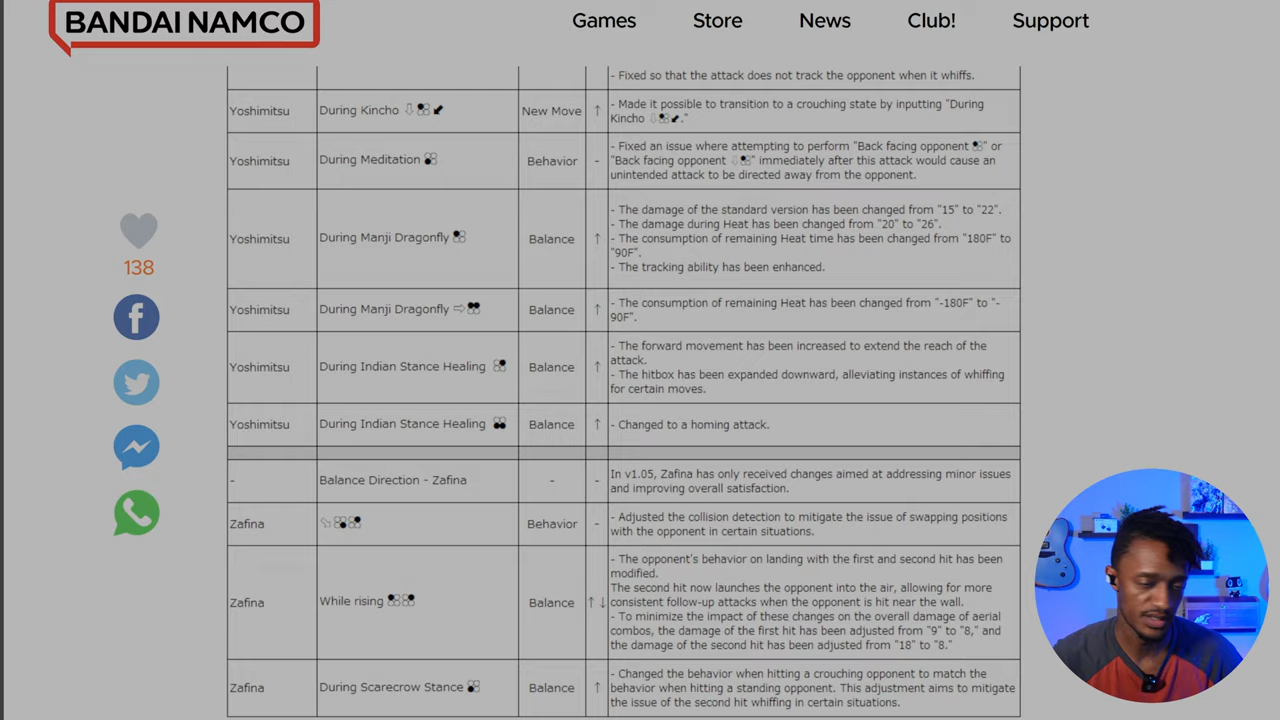 BANDAI NAMCO
Games
Store
News
Club!
Support
- Fixed so that the attack does not track the opponent when it whiffs.
Yoshimitsu
During Kincho
New Move
↑
- Made it possible to transition to a crouching state by inputting "During
Kincho ⇩ ."
Yoshimitsu
During Meditation
Behavior
-
- Fixed an issue where attempting to perform "Back facing opponent " or
"Back facing opponent ⇩ " immediately after this attack would cause an
unintended attack to be directed away from the opponent.
Yoshimitsu
During Manji Dragonfly
Balance
↑
- The damage of the standard version has been changed from "15" to "22".
- The damage during Heat has been changed from "20" to "26".
- The consumption of remaining Heat time has been changed from "180F" to
"90F".
- The tracking ability has been enhanced.
Yoshimitsu
During Manji Dragonfly ⇨
Balance
↑
- The consumption of remaining Heat has been changed from "-180F" to "-
90F".
Yoshimitsu
During Indian Stance Healing
Balance
↑
- The forward movement has been increased to extend the reach of the
attack.
- The hitbox has been expanded downward, alleviating instances of whiffing
for certain moves.
Yoshimitsu
During Indian Stance Healing
Balance
↑
- Changed to a homing attack.
-
Balance Direction - Zafina
-
-
In v1.05, Zafina has only received changes aimed at addressing minor issues
and improving overall satisfaction.
Zafina
Behavior
-
- Adjusted the collision detection to mitigate the issue of swapping positions
with the opponent in certain situations.
Zafina
While rising
Balance
↑ ↓
- The opponent's behavior on landing with the first and second hit has been
modified.
The second hit now launches the opponent into the air, allowing for more
consistent follow-up attacks when the opponent is hit near the wall.
- To minimize the impact of these changes on the overall damage of aerial
combos, the damage of the first hit has been adjusted from "9" to "8," and
the damage of the second hit has been adjusted from "18" to "8."
Zafina
During Scarecrow Stance
Balance
↑
- Changed the behavior when hitting a crouching opponent to match the
behavior when hitting a standing opponent. This adjustment aims to mitigate
the issue of the second hit whiffing in certain situations.
138